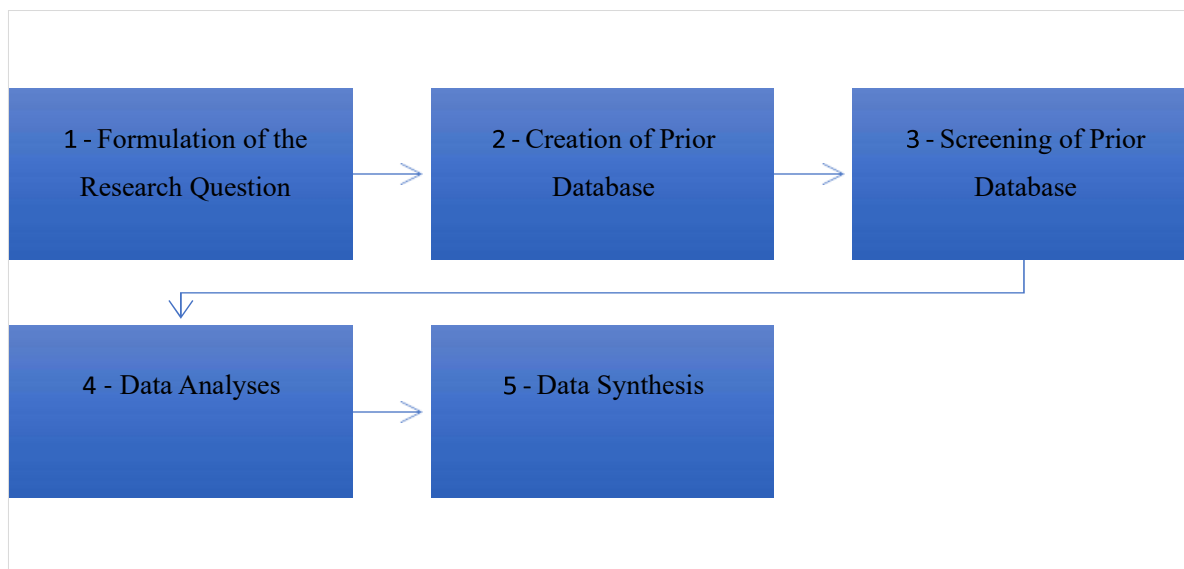 1 - Formulation of the
Research Question
2 - Creation of Prior
Database
3 - Screening of Prior
Database
4 - Data Analyses
5 - Data Synthesis